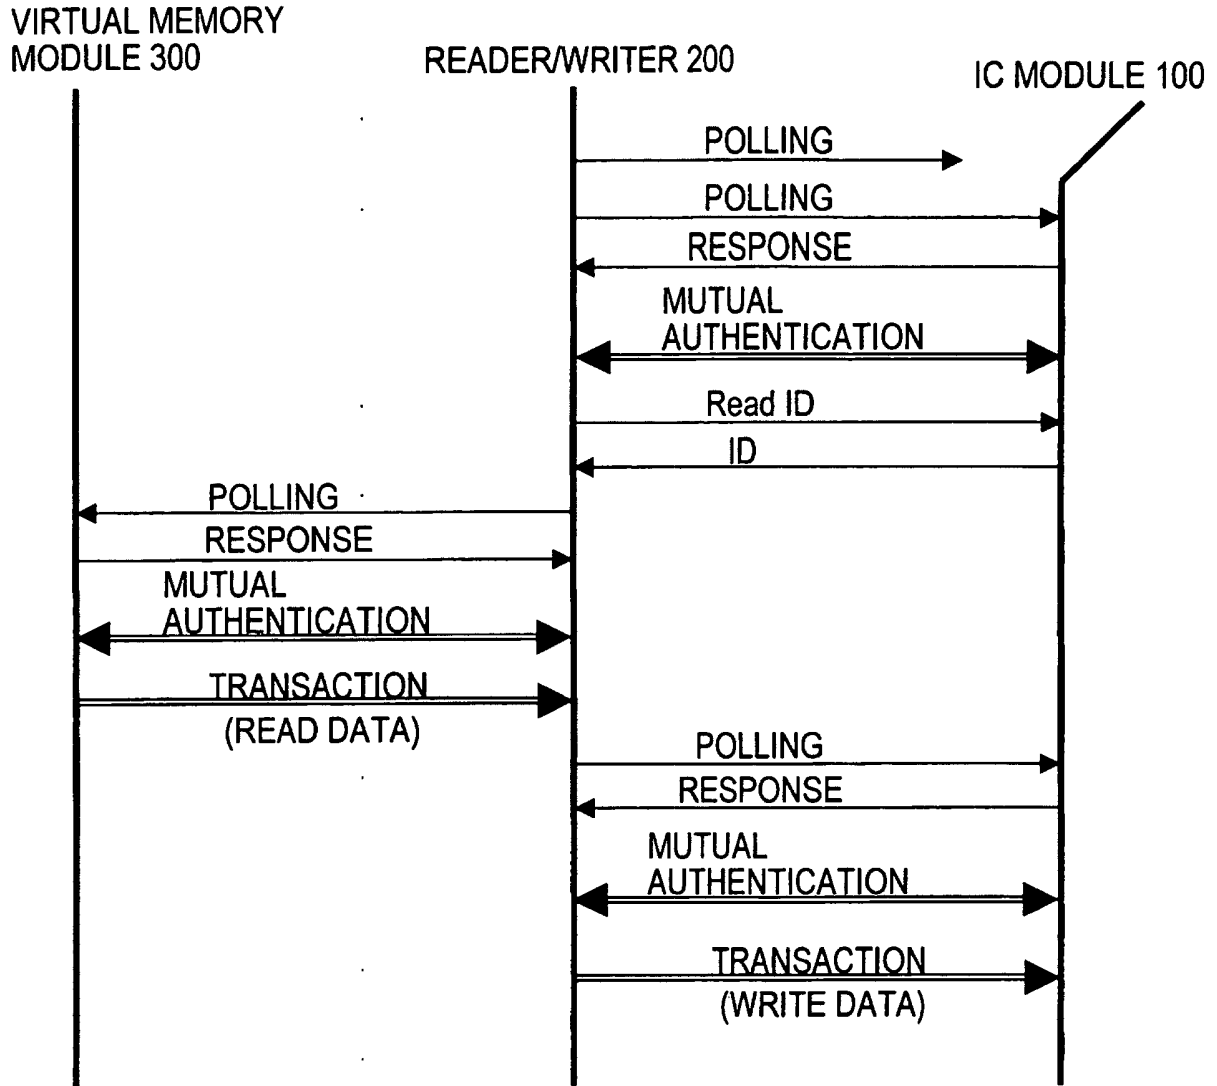 VIRTUAL MEMORY
MODULE 300
READER/WRITER 200
IC MODULE 100
POLLING
POLLING
RESPONSE
MUTUAL
AUTHENTICATION
Read ID
ID
POLLING
RESPONSE
MUTUAL
AUTHENTICATION
TRANSACTION
(READ DATA)
POLLING
RESPONSE
MUTUAL
AUTHENTICATION
TRANSACTION
(WRITE DATA)